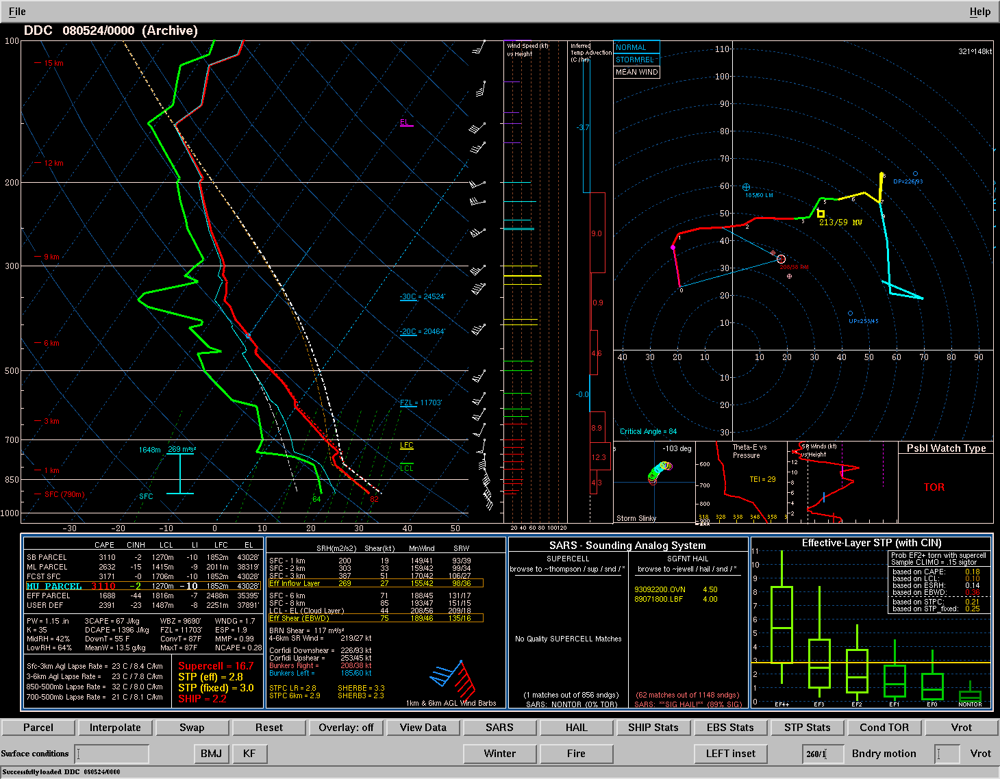 File Help
DDC 080524/0000 (Archive)
100
200
300
400
500
700
850
1000
15 km
12 km
9 km
6 km
3 km
1 km
SFC (790m)
EL
-30C = 24524'
-20C = 20464'
FZL = 11703'
LFC
LCL
1648m 269 m²s²
SFC
64 82
-30 -20 -10 0 10 20 30 40 50
Wind Speed (kt)
vs Height
20 40 60 80 100120
Inferred
Temp Advection
(C /hr)
-3.7
9.0
0.9
4.6
-0.0
8.9
12.3
4.3
NORMAL
STORMREL
MEAN WIND
321°148kt
110
100
90
80
70
60
50
40
30
20
10
40 30 20 10 10 20 30 40 50 60 70 80 90
10
20
30
DP=226/93
185/60 LM
213/59 MW
208/38 RM
UP=253/45
0 1 2 3 5 6 7 8 9
Critical Angle = 84
-103 deg
Storm Slinky
Theta-E vs
Pressure
TEI = 29
600
700
800
900
318 328 338 348 358
SR Winds (kt)
vs Height
12
10
8
6
4
2
Psbl Watch Type
TOR
CAPE CINH LCL LI LFC EL
SB PARCEL 3110 -2 1270m -10 1852m 43028'
ML PARCEL 2632 -15 1415m -9 2011m 38319'
FCST SFC 3171 -0 1706m -10 1852m 43028'
MU PARCEL 3110 -2 1270m -10 1852m 43028'
EFF PARCEL 1688 -44 1816m -7 2488m 35395'
USER DEF 2391 -23 1487m -8 2251m 37891'
PW = 1.15 .in 3CAPE = 67 J/kg WBZ = 9690' WNDG = 1.7
K = 35 DCAPE = 1396 J/kg FZL = 11703' ESP = 1.9
MidRH = 42% DownT = 55 F ConvT = 87F MMP = 0.99
LowRH = 64% MeanW = 13.5 g/kg MaxT = 87F NCAPE = 0.28
Sfc-3km Agl Lapse Rate = 23 C / 8.4 C/km
3-6km Agl Lapse Rate = 23 C / 7.8 C/km
850-500mb Lapse Rate = 32 C / 8.0 C/km
700-500mb Lapse Rate = 21 C / 8.1 C/km
Supercell = 16.7
STP (eff) = 2.8
STP (fixed) = 3.0
SHIP = 2.2
SRH(m2/s2) Shear(kt) MnWind SRW
SFC - 1 km 200 19 149/41 93/39
SFC - 2 km 303 33 159/42 99/34
SFC - 3 km 387 51 170/42 106/27
Eff Inflow Layer 269 27 155/42 98/36
SFC - 6 km 71 188/45 131/17
SFC - 8 km 85 193/47 151/15
LCL - EL (Cloud Layer) 44 208/56 209/18
Eff Shear (EBWD) 75 189/46 135/16
BRN Shear = 117 m²/s²
4-6km SR Wind = 219/27 kt
Corfidi Downshear = 226/93 kt
Corfidi Upshear = 253/45 kt
Bunkers Right = 208/38 kt
Bunkers Left = 185/60 kt
STPC LR = 2.8 SHERBE = 3.3
STPC 6km = 2.9 SHERB3 = 2.3
1km & 6km AGL Wind Barbs
SARS - Sounding Analog System
SUPERCELL
browse to ~thompson / sup / snd / *
No Quality SUPERCELL Matches
(1 matches out of 856 sndgs)
SARS: NONTOR (0% TOR)
SGFNT HAIL
browse to ~jewell / hail / snd / *
93092200.OVN 4.50
89071800.LBF 4.00
(62 matches out of 1148 sndgs)
SARS: **SIG HAIL!** (89% SIG)
Effective-Layer STP (with CIN)
11
10
9
8
7
6
5
4
3
2
1
0
EF4+ EF3 EF2 EF1 EF0 NONTOR
Prob EF2+ torn with supercell
Sample CLIMO = .15 sigtor
based on CAPE: 0.18
based on LCL: 0.10
based on ESRH: 0.14
based on EBWD: 0.36
based on STPC: 0.21
based on STP_fixed: 0.25
Parcel Interpolate Swap Reset Overlay: off View Data SARS HAIL SHIP Stats EBS Stats STP Stats Cond TOR Vrot
Surface conditions BMJ KF Winter Fire LEFT inset 260/1 Bndry motion Vrot
Successfully loaded DDC 080524/0000